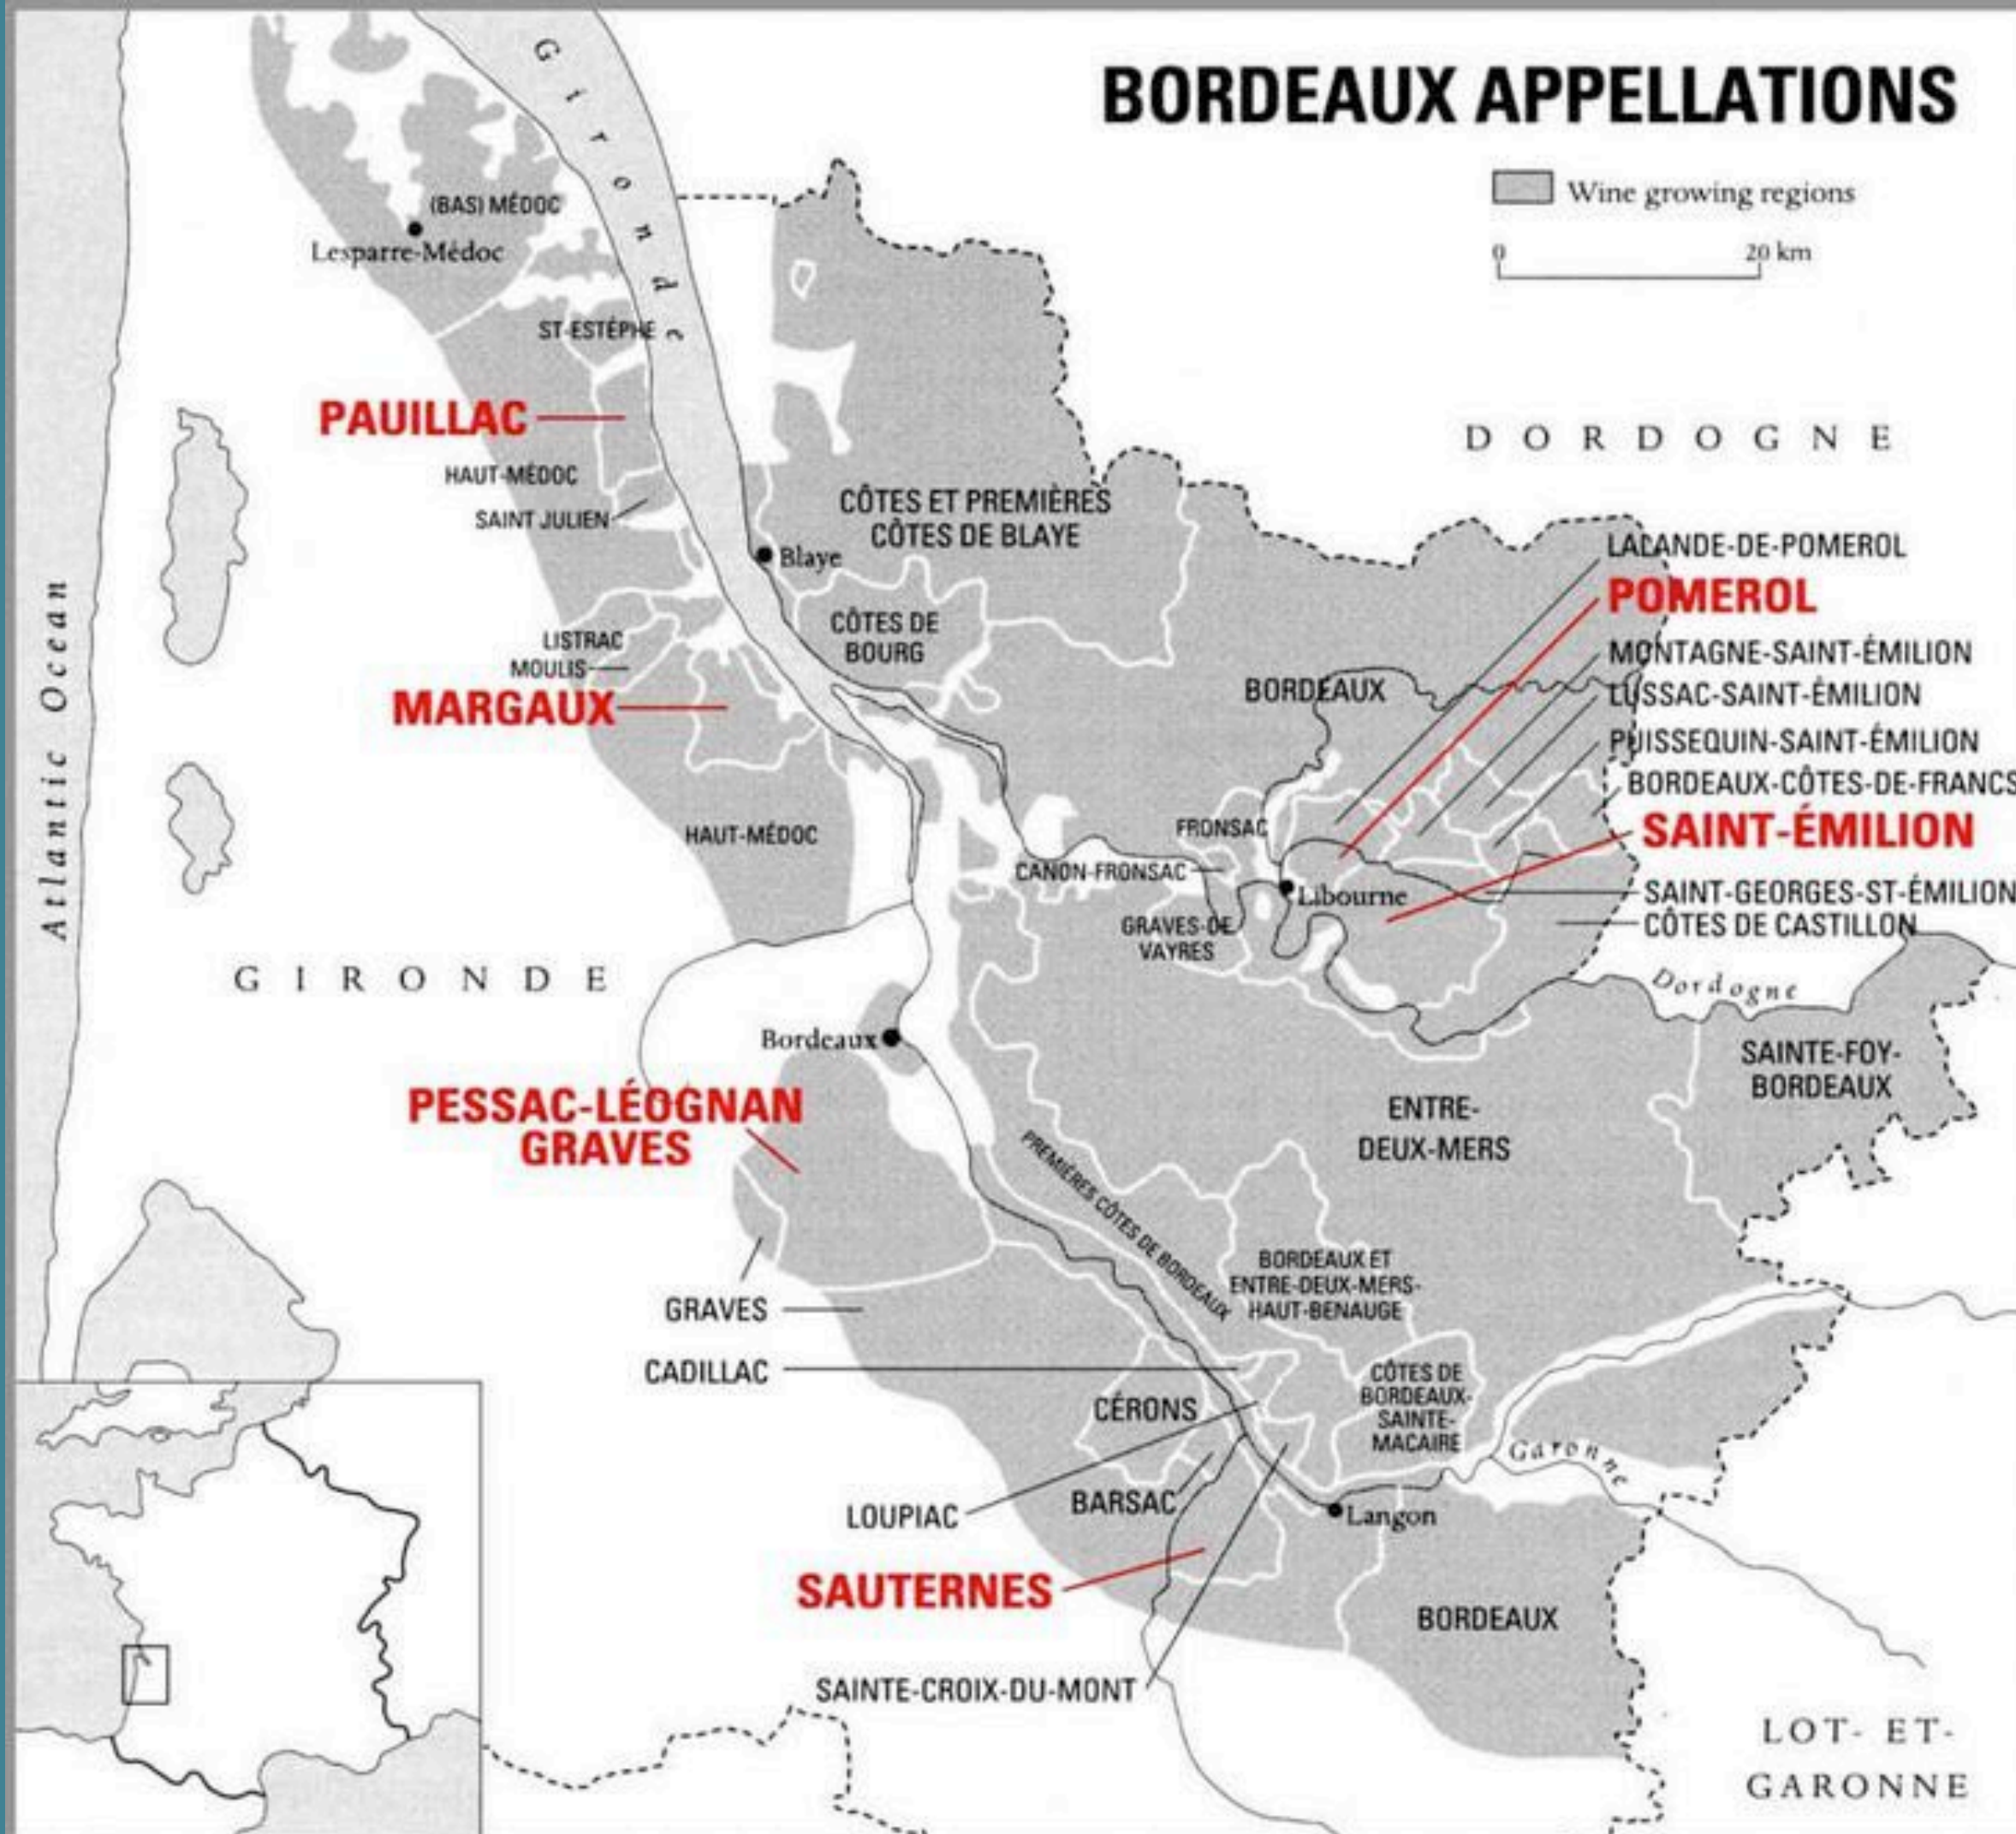 BORDEAUX APPELLATIONS
Wine growing regions
0 20 km
Gironde
(BAS) MÉDOC
Lesparre-Médoc
ST-ESTÉPHE
PAUILLAC
HAUT-MÉDOC
SAINT JULIEN
DORDOGNE
CÔTES ET PREMIÈRES
CÔTES DE BLAYE
Blaye
LALANDE-DE-POMEROL
POMEROL
CÔTES DE
BOURG
LISTRAC
MOULIS
MARGAUX
MONTAGNE-SAINT-ÉMILION
BORDEAUX
LUSSAC-SAINT-ÉMILION
PUISSEQUIN-SAINT-ÉMILION
BORDEAUX-CÔTES-DE-FRANCS
Atlantic Ocean
HAUT-MÉDOC
FRONSAC
SAINT-ÉMILION
CANON-FRONSAC
Libourne
SAINT-GEORGES-ST-ÉMILION
GRAVES-DE
VAYRES
CÔTES DE CASTILLON
GIRONDE
Dordogne
Bordeaux
SAINTE-FOY-
BORDEAUX
PESSAC-LÉOGNAN
GRAVES
ENTRE-
DEUX-MERS
PREMIÈRES CÔTES DE BORDEAUX
BORDEAUX ET
ENTRE-DEUX-MERS-
HAUT-BENAUGE
GRAVES
CADILLAC
CÉRONS
CÔTES DE
BORDEAUX-
SAINTE-
MACAIRE
Garonne
LOUPIAC
BARSAC
Langon
SAUTERNES
BORDEAUX
SAINTE-CROIX-DU-MONT
LOT- ET-
GARONNE